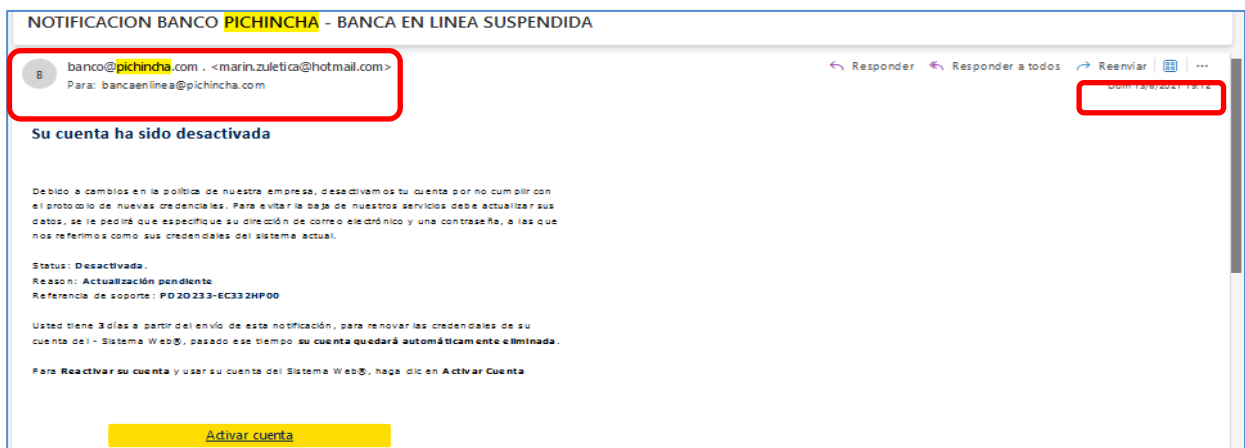 NOTIFICACION BANCO PICHINCHA - BANCA EN LINEA SUSPENDIDA
B
banco@pichincha.com . <marin.zuletica@hotmail.com>
Para: bancaenlinea@pichincha.com
Responder Responder a todos Reenviar ...
Su cuenta ha sido desactivada
Debido a cambios en la política de nuestra empresa, desactivamos tu cuenta por no cumplir con
el protocolo de nuevas credenciales. Para evitar la baja de nuestros servicios debe actualizar sus
datos, se le pedirá que especifique su dirección de correo electrónico y una contraseña, a las que
nos referimos como sus credenciales del sistema actual.
Status: Desactivada.
Reason: Actualización pendiente
Referencia de soporte: PD2O233-EC332HP00
Usted tiene 3 días a partir del envío de esta notificación, para renovar las credenciales de su
cuenta del - Sistema Web®, pasado ese tiempo su cuenta quedará automáticamente eliminada.
Para Reactivar su cuenta y usar su cuenta del Sistema Web®, haga clic en Activar Cuenta
Activar cuenta